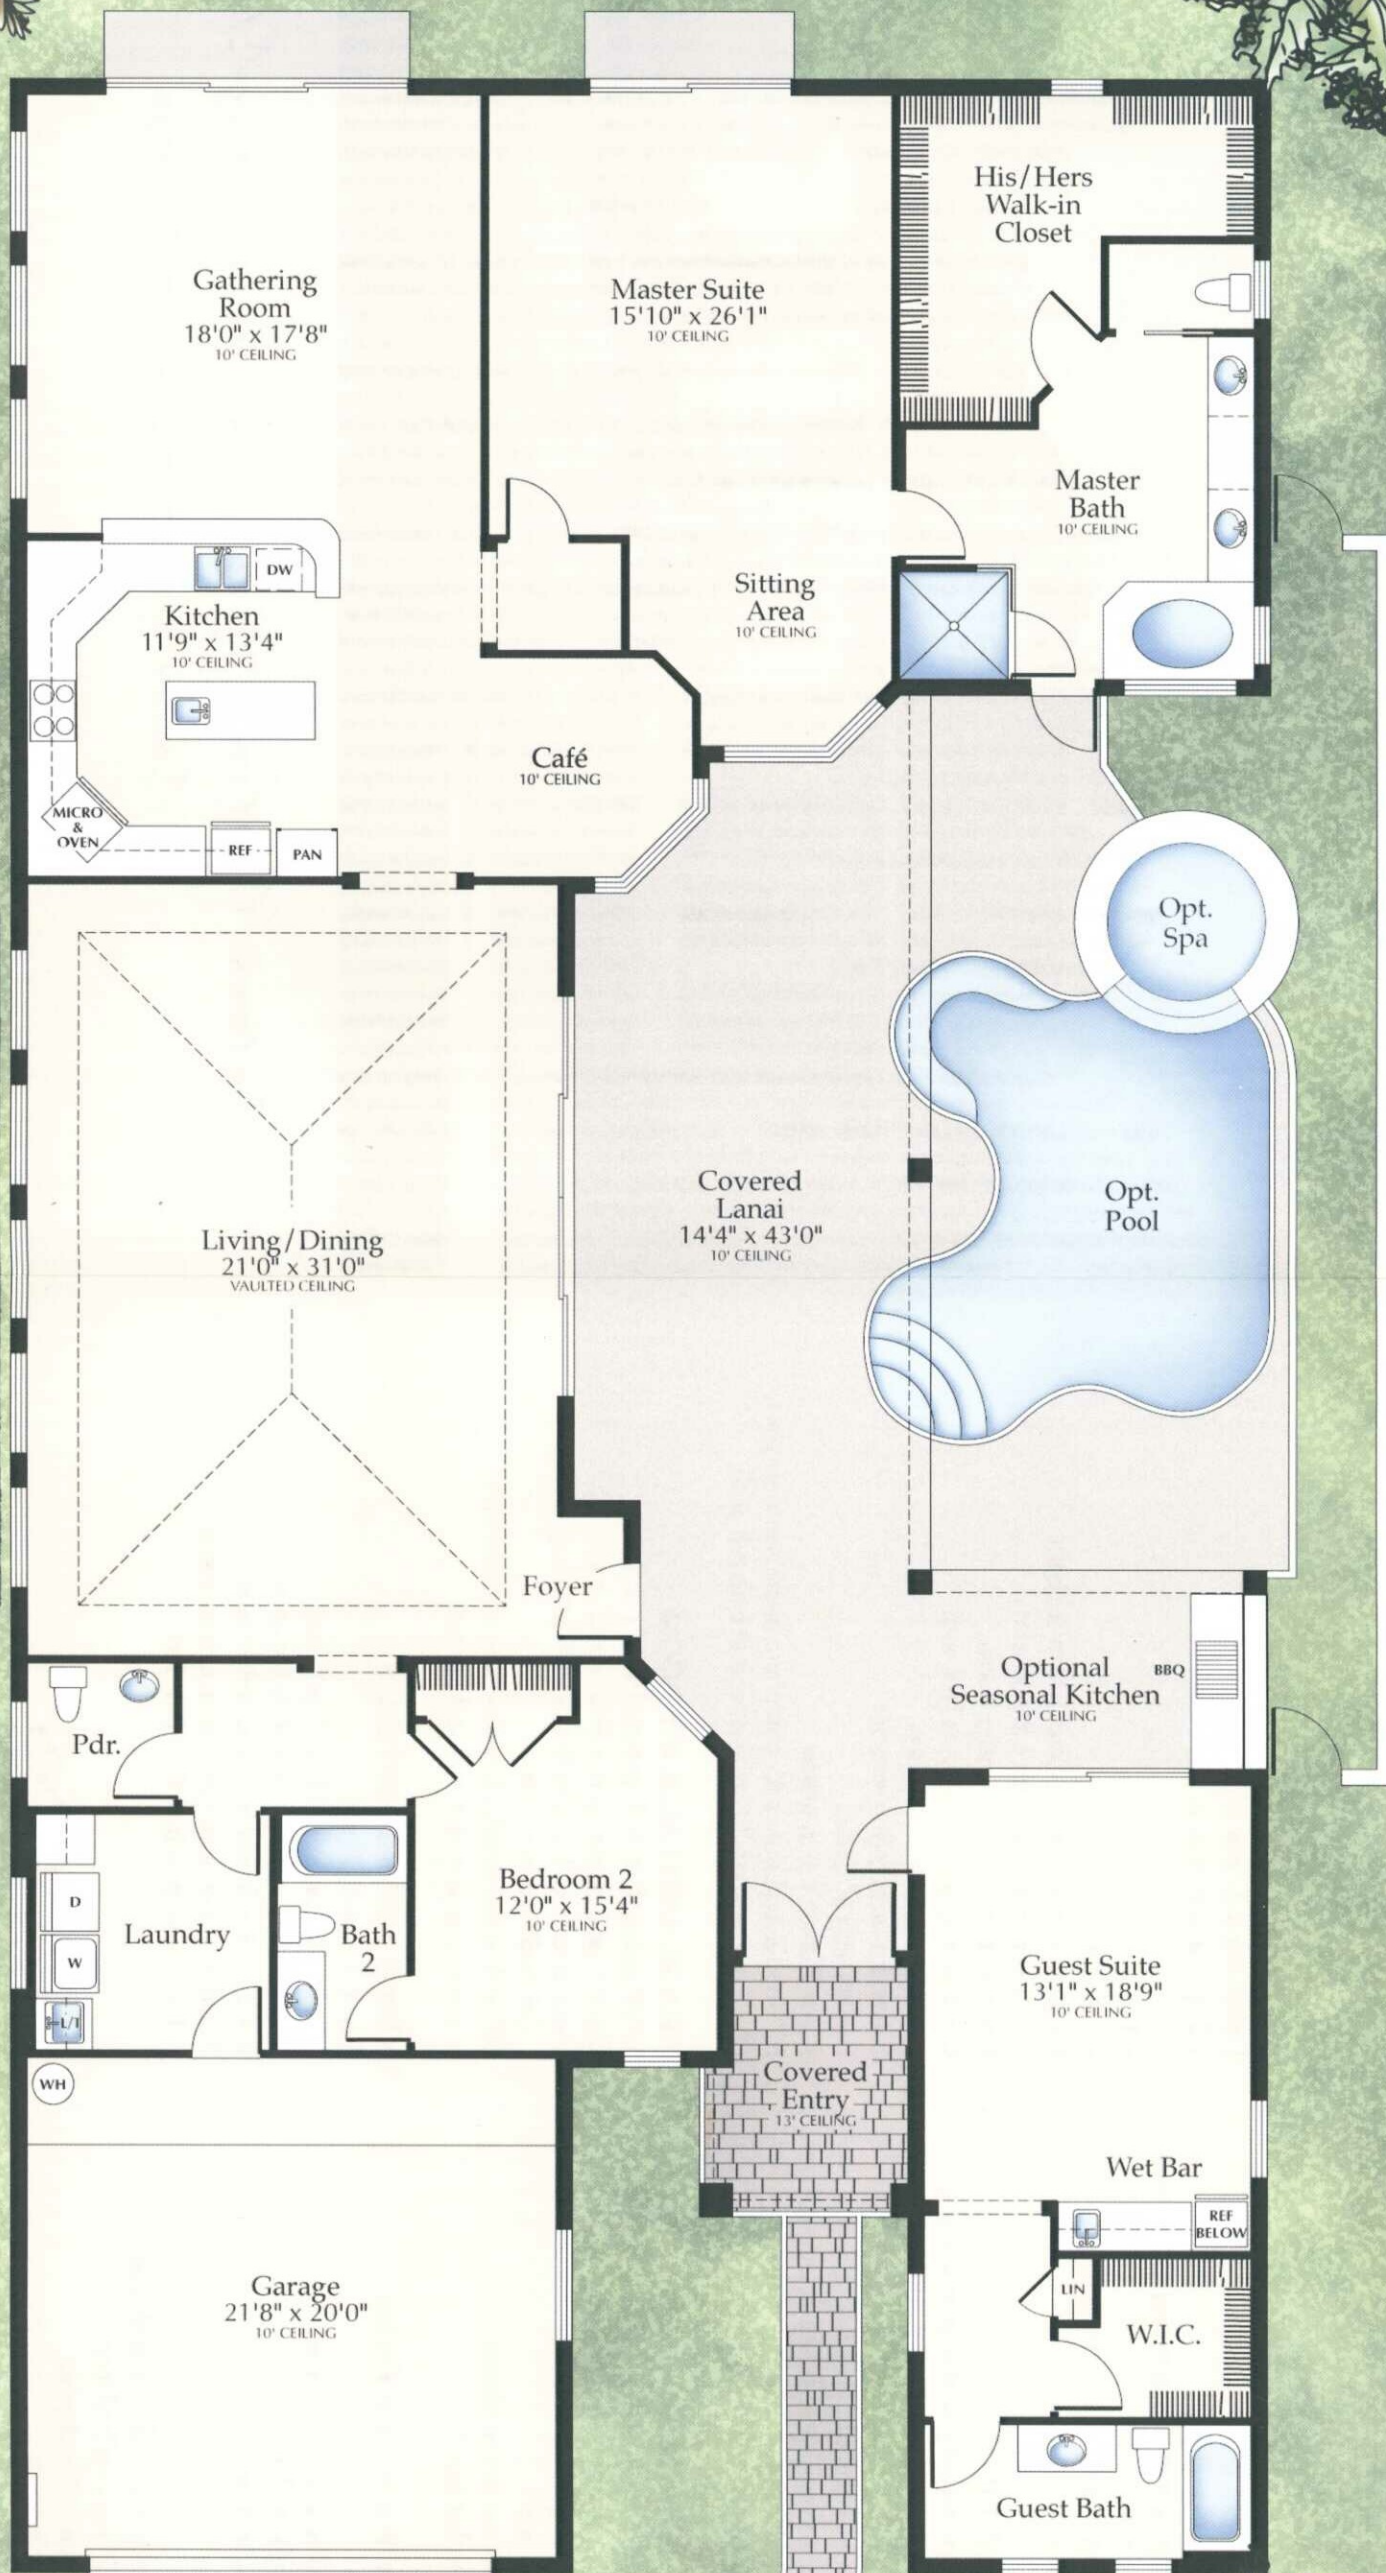 His/Hers
Walk-in
Closet
Gathering
Room
18'0" x 17'8"
10' CEILING
Master Suite
15'10" x 26'1"
10' CEILING
Master
Bath
10' CEILING
DW
Kitchen
11'9" x 13'4"
10' CEILING
Sitting
Area
10' CEILING
Café
10' CEILING
MICRO
&
OVEN
REF
PAN
Opt.
Spa
Covered
Lanai
14'4" x 43'0"
10' CEILING
Opt.
Pool
Living/Dining
21'0" x 31'0"
VAULTED CEILING
Foyer
Optional
Seasonal Kitchen
10' CEILING
BBQ
Pdr.
D
W
L/T
Laundry
Bath
2
Bedroom 2
12'0" x 15'4"
10' CEILING
Guest Suite
13'1" x 18'9"
10' CEILING
WH
Covered
Entry
13' CEILING
Wet Bar
REF
BELOW
LIN
W.I.C.
Garage
21'8" x 20'0"
10' CEILING
Guest Bath